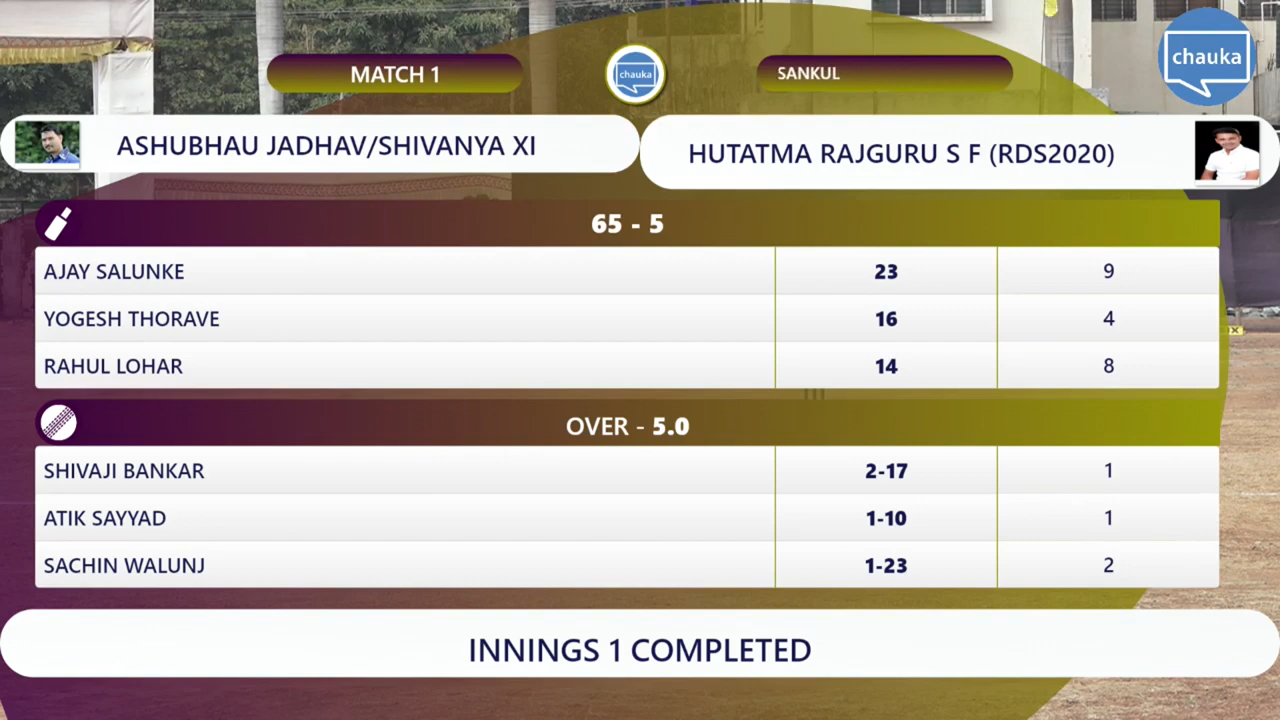 MATCH 1
chauka
SANKUL
chauka
ASHUBHAU JADHAV/SHIVANYA XI
HUTATMA RAJGURU S F (RDS2020)
65 - 5
AJAY SALUNKE 23 9
YOGESH THORAVE 16 4
RAHUL LOHAR 14 8
OVER - 5.0
SHIVAJI BANKAR 2-17 1
ATIK SAYYAD 1-10 1
SACHIN WALUNJ 1-23 2
INNINGS 1 COMPLETED